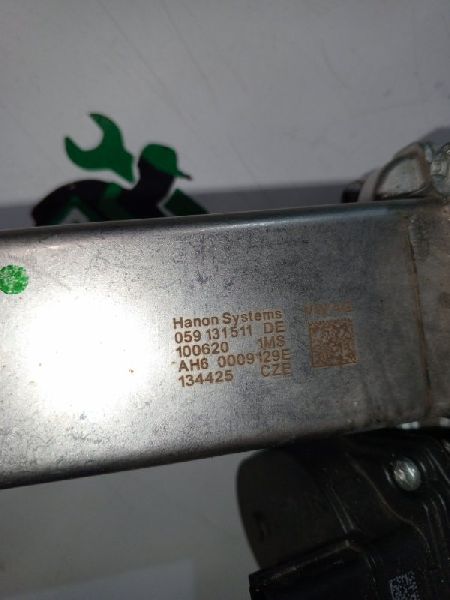 Hanon Systems
059 131511 DE
100620 1MS
AH6 0009129E
134425 CZE